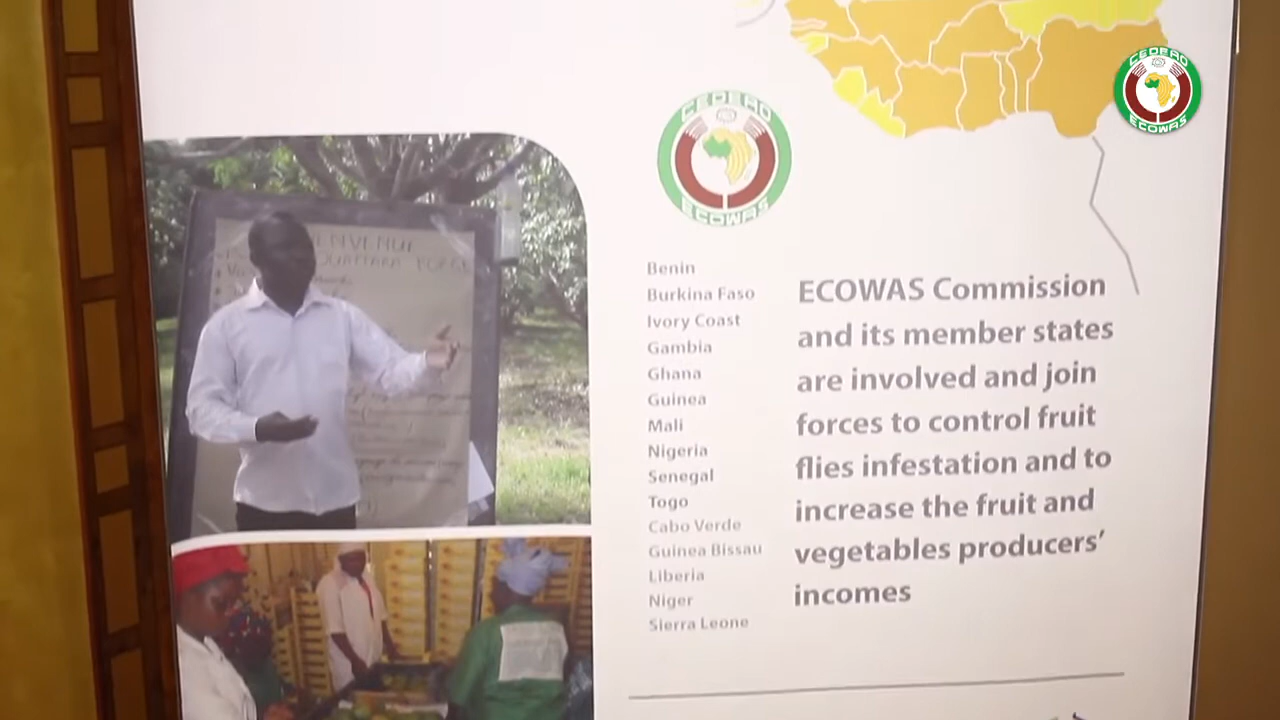 CEDEAO
ECOWAS
CEDEAO
ECOWAS
Benin
Burkina Faso
Ivory Coast
Gambia
Ghana
Guinea
Mali
Nigeria
Senegal
Togo
Cabo Verde
Guinea Bissau
Liberia
Niger
Sierra Leone
ECOWAS Commission
and its member states
are involved and join
forces to control fruit
flies infestation and to
increase the fruit and
vegetables producers’
incomes